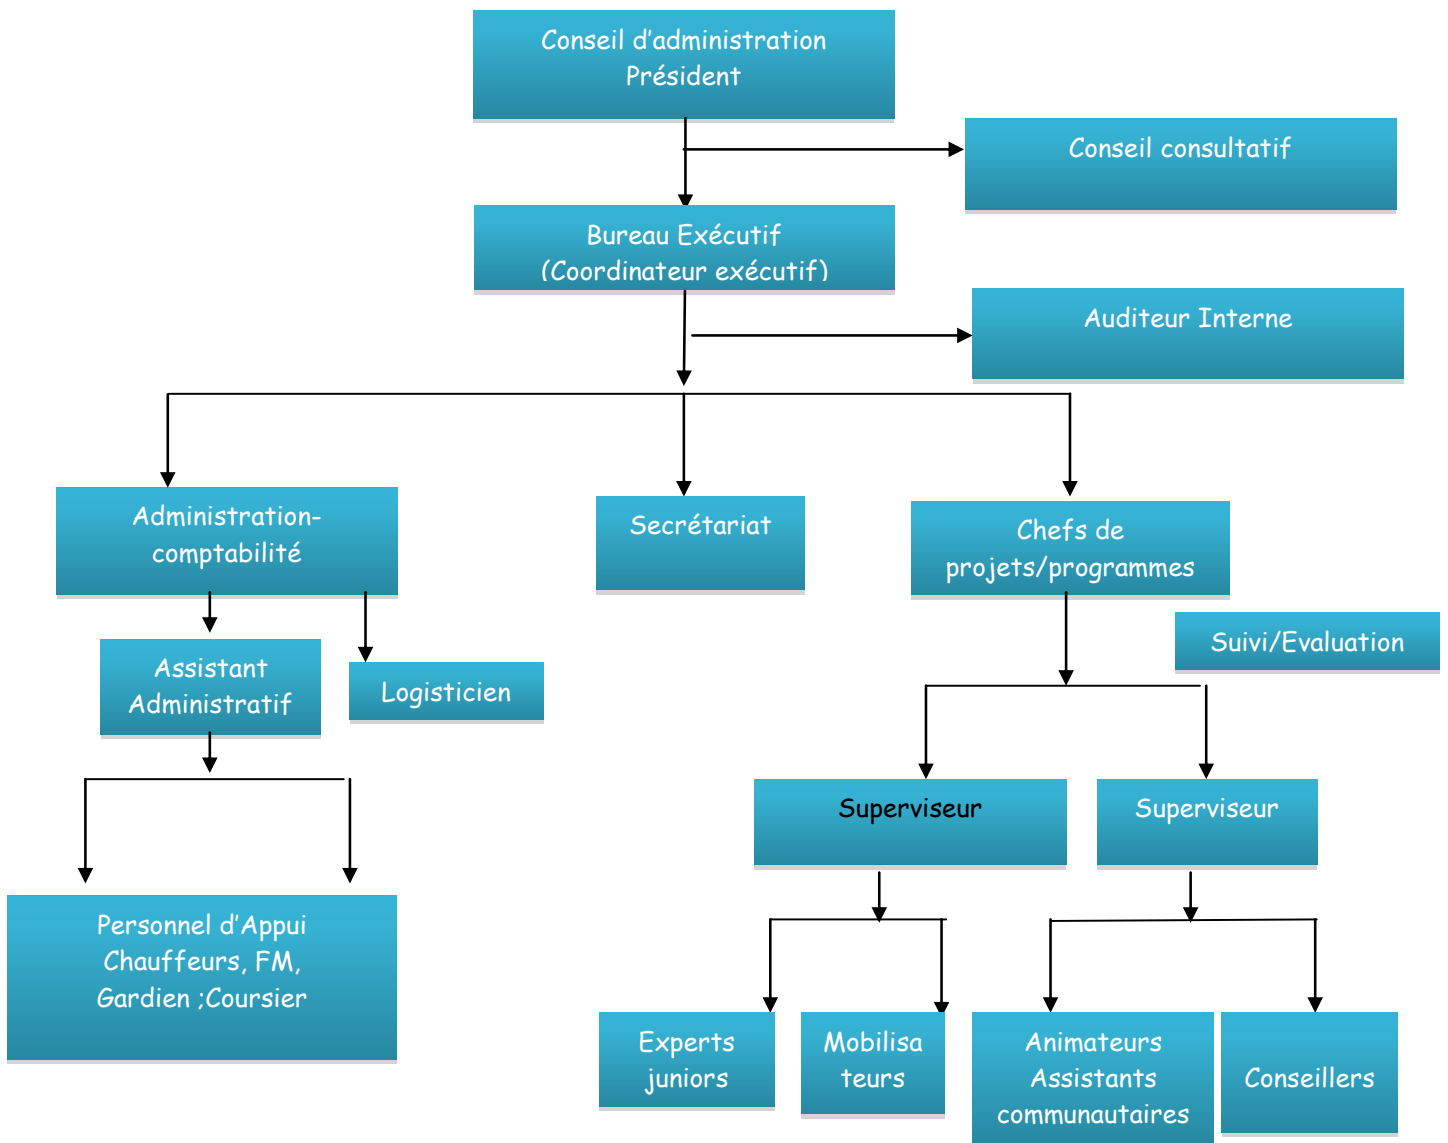 Conseil d'administration
Président
Conseil consultatif
Bureau Exécutif
(Coordinateur exécutif)
Auditeur Interne
Administration-
comptabilité
Secrétariat
Chefs de
projets/programmes
Suivi/Evaluation
Assistant
Administratif
Logisticien
Superviseur
Superviseur
Personnel d'Appui
Chauffeurs, FM,
Gardien ;Coursier
Experts
juniors
Mobilisa
teurs
Animateurs
Assistants
communautaires
Conseillers